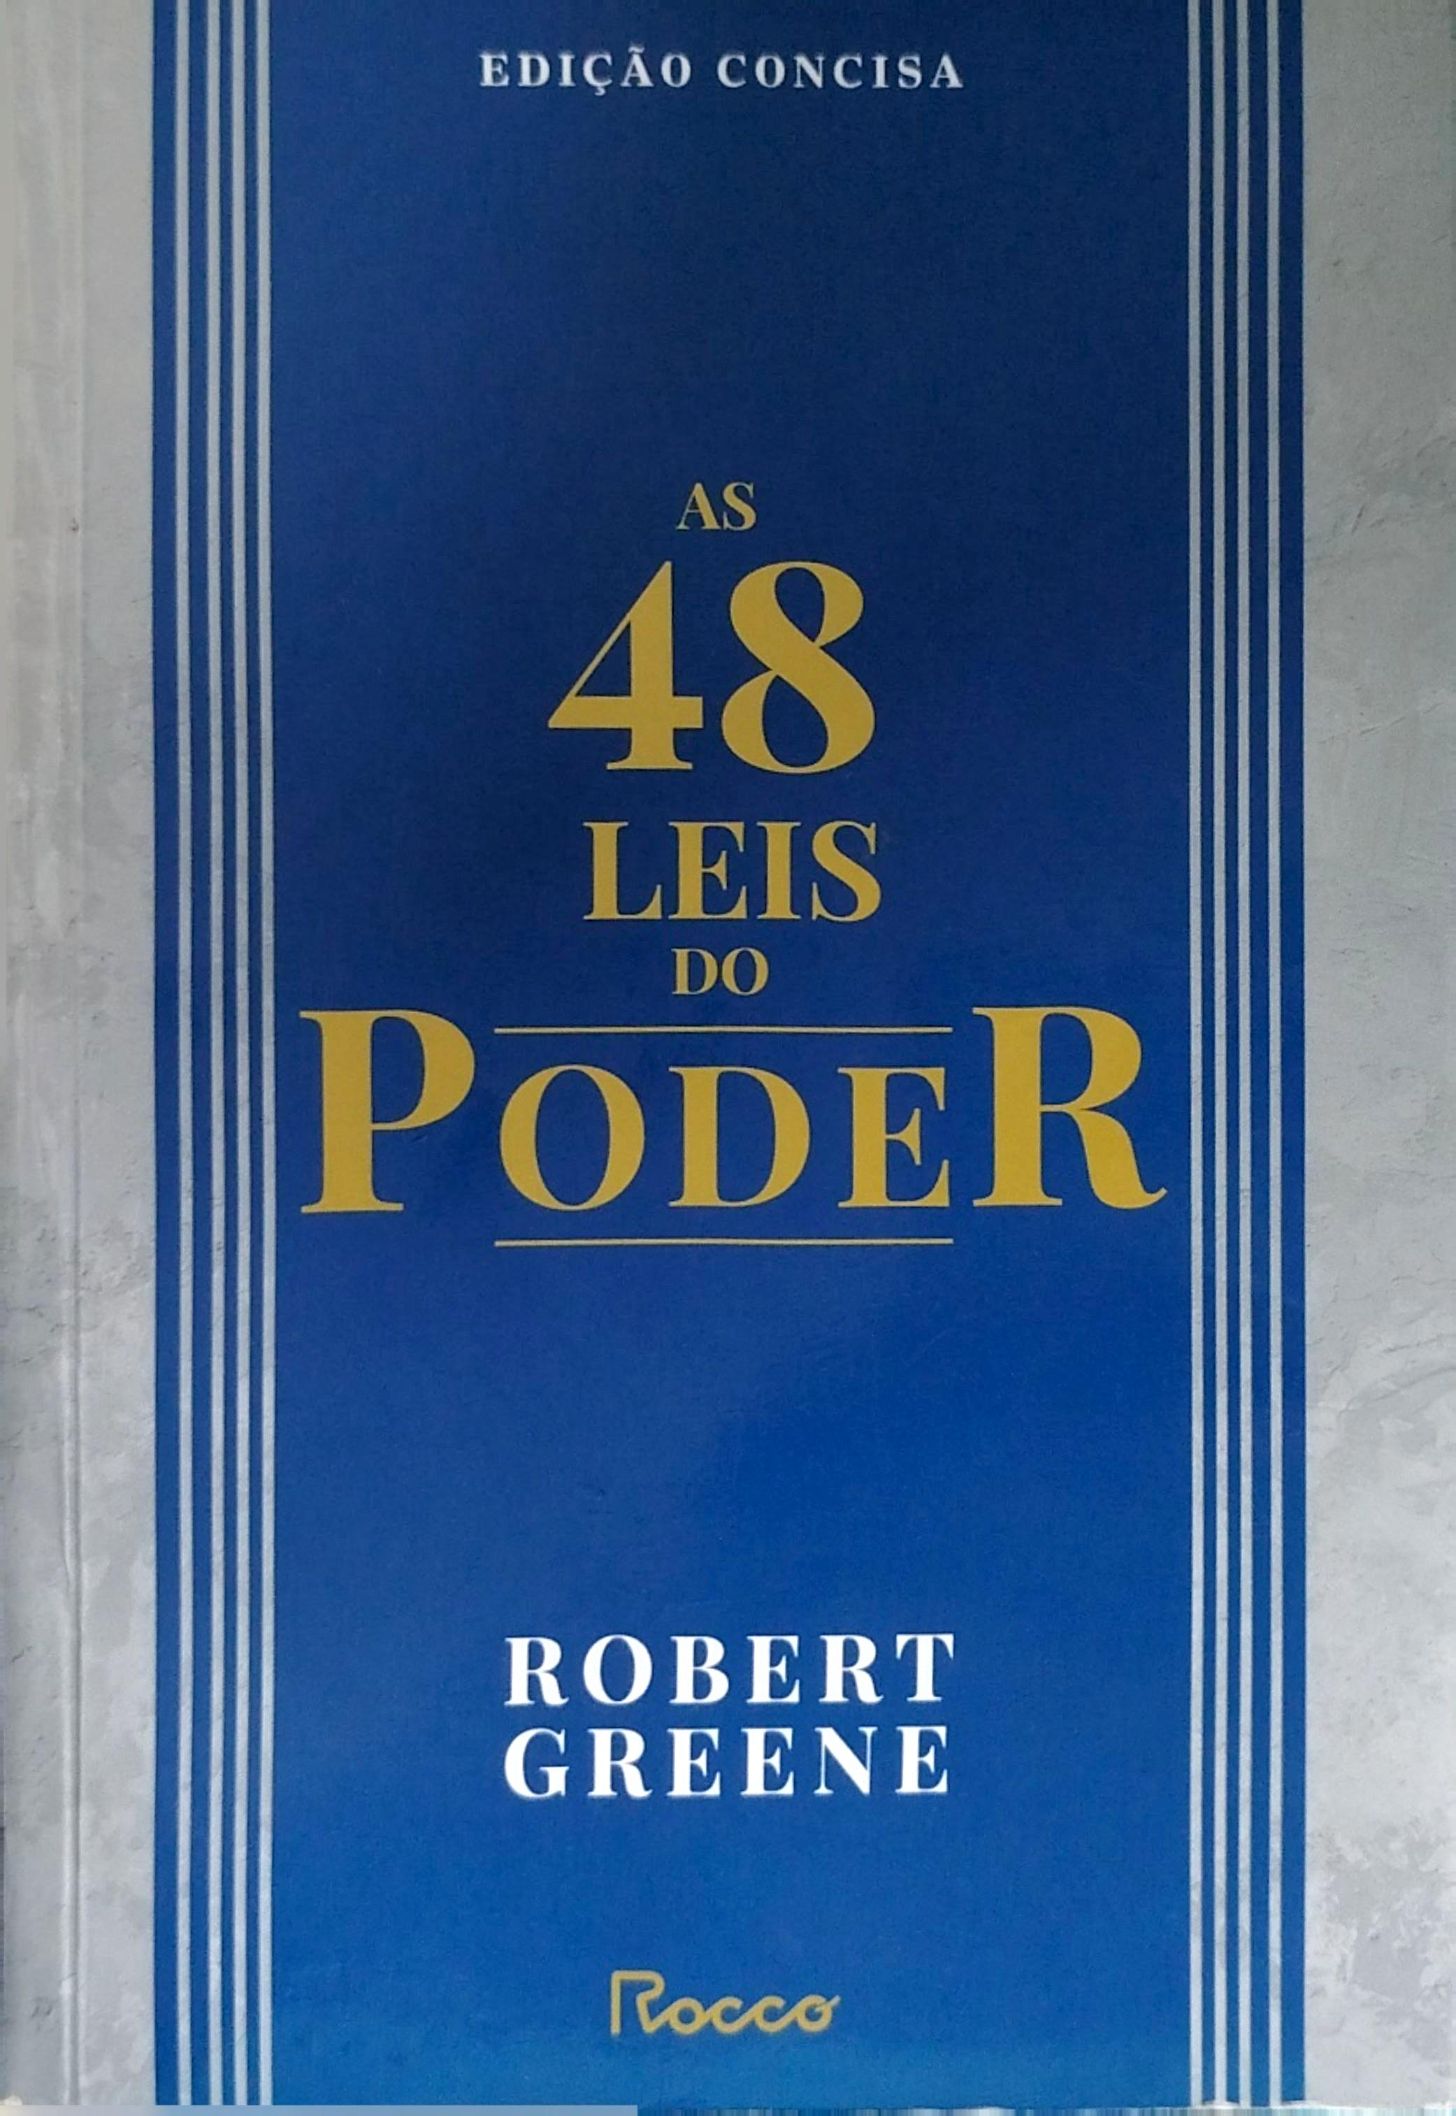 EDIÇÃO CONCISA
AS
48
LEIS
DO
PODER
ROBERT
GREENE
Rocco